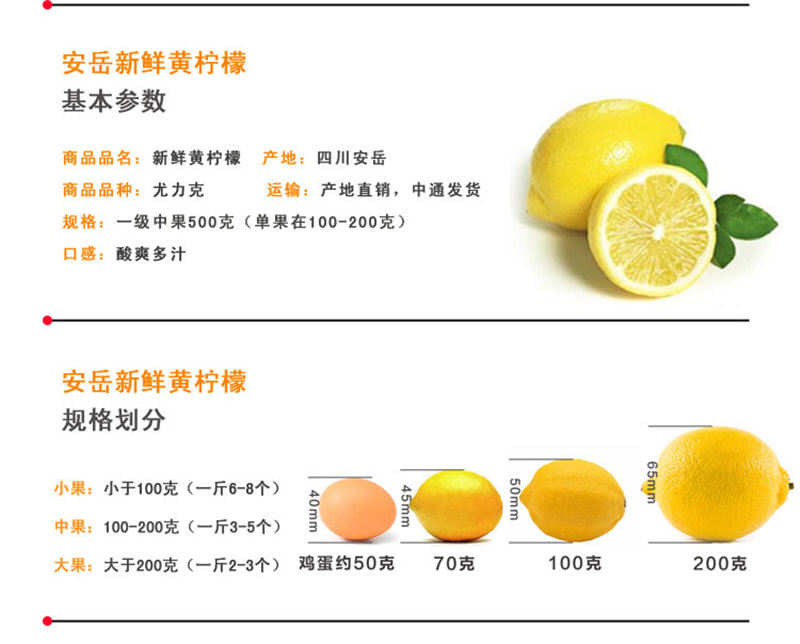 安岳新鲜黄柠檬
基本参数
商品品名：新鲜黄柠檬 产地：四川安岳
商品品种：尤力克 运输：产地直销，中通发货
规格：一级中果500克（单果在100-200克）
口感：酸爽多汁
安岳新鲜黄柠檬
规格划分
小果：小于100克（一斤6-8个）
中果：100-200克（一斤3-5个）
大果：大于200克（一斤2-3个）
40mm
45mm
50mm
65mm
鸡蛋约50克
70克
100克
200克